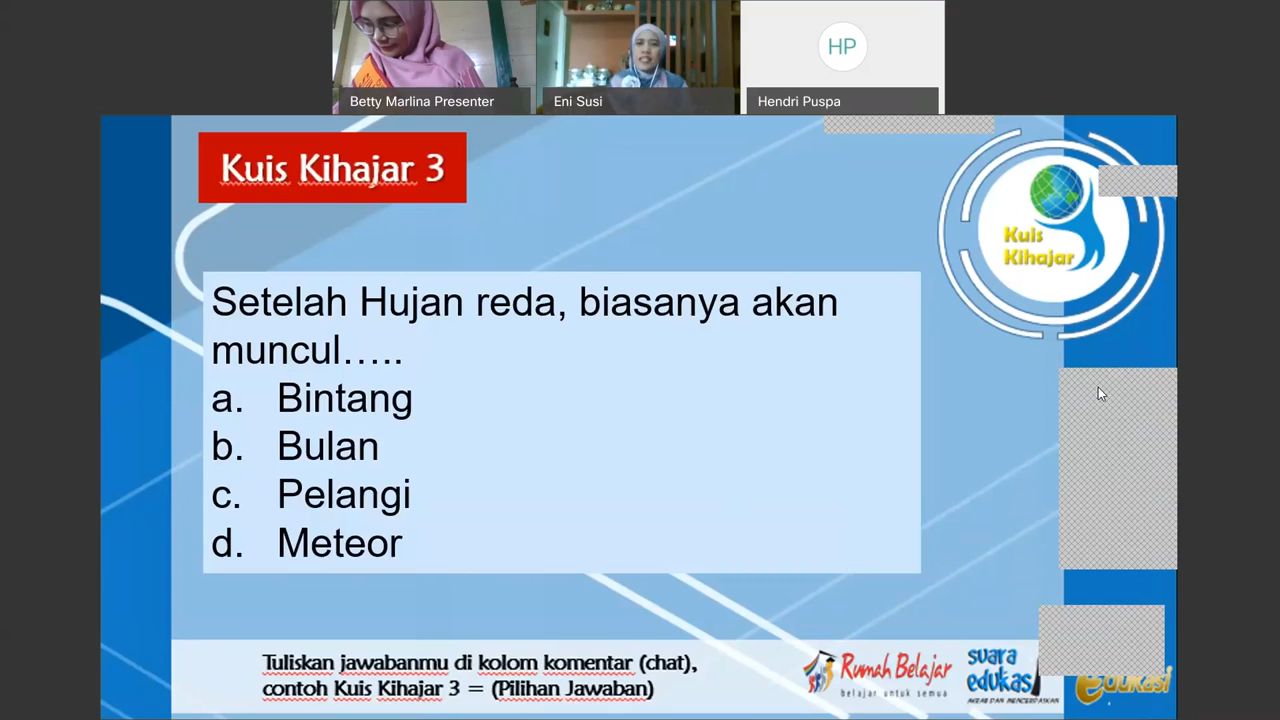 Betty Marlina Presenter
Eni Susi
HP
Hendri Puspa
Kuis Kihajar 3
Kuis
Kihajar
Setelah Hujan reda, biasanya akan
muncul…..
a. Bintang
b. Bulan
c. Pelangi
d. Meteor
Tuliskan jawabanmu di kolom komentar (chat),
contoh Kuis Kihajar 3 = (Pilihan Jawaban)
Rumah Belajar
belajar untuk semua
suara
edukasi